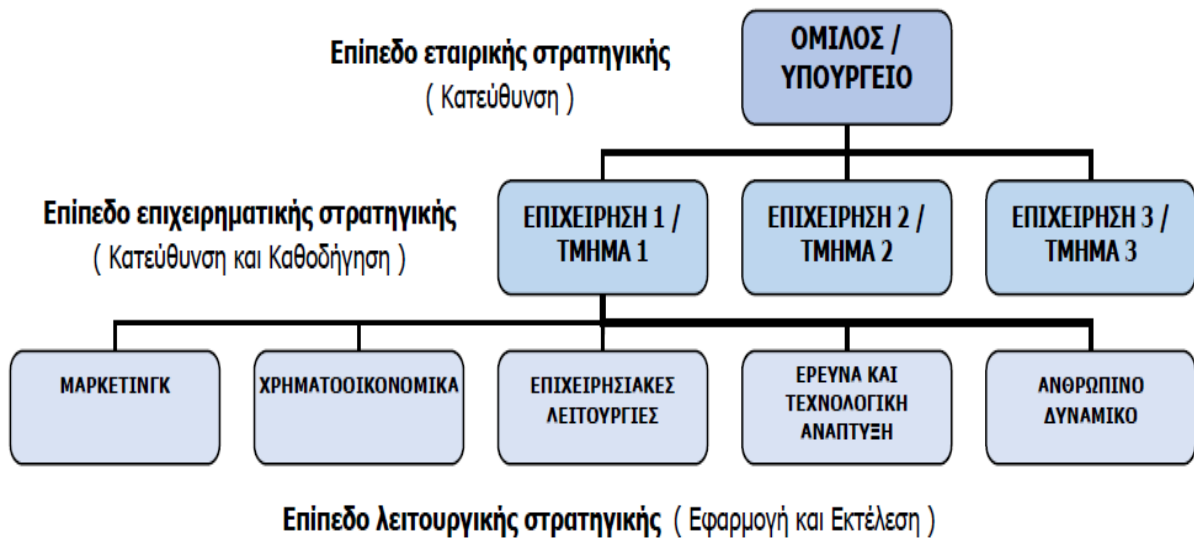 Επίπεδο εταιρικής στρατηγικής
( Κατεύθυνση )
ΟΜΙΛΟΣ /
ΥΠΟΥΡΓΕΙΟ
Επίπεδο επιχειρηματικής στρατηγικής
( Κατεύθυνση και Καθοδήγηση )
ΕΠΙΧΕΙΡΗΣΗ 1 /
ΤΜΗΜΑ 1
ΕΠΙΧΕΙΡΗΣΗ 2 /
ΤΜΗΜΑ 2
ΕΠΙΧΕΙΡΗΣΗ 3 /
ΤΜΗΜΑ 3
ΜΑΡΚΕΤΙΝΓΚ
ΧΡΗΜΑΤΟΟΙΚΟΝΟΜΙΚΑ
ΕΠΙΧΕΙΡΗΣΙΑΚΕΣ
ΛΕΙΤΟΥΡΓΙΕΣ
ΕΡΕΥΝΑ ΚΑΙ
ΤΕΧΝΟΛΟΓΙΚΗ
ΑΝΑΠΤΥΞΗ
ΑΝΘΡΩΠΙΝΟ
ΔΥΝΑΜΙΚΟ
Επίπεδο λειτουργικής στρατηγικής ( Εφαρμογή και Εκτέλεση )